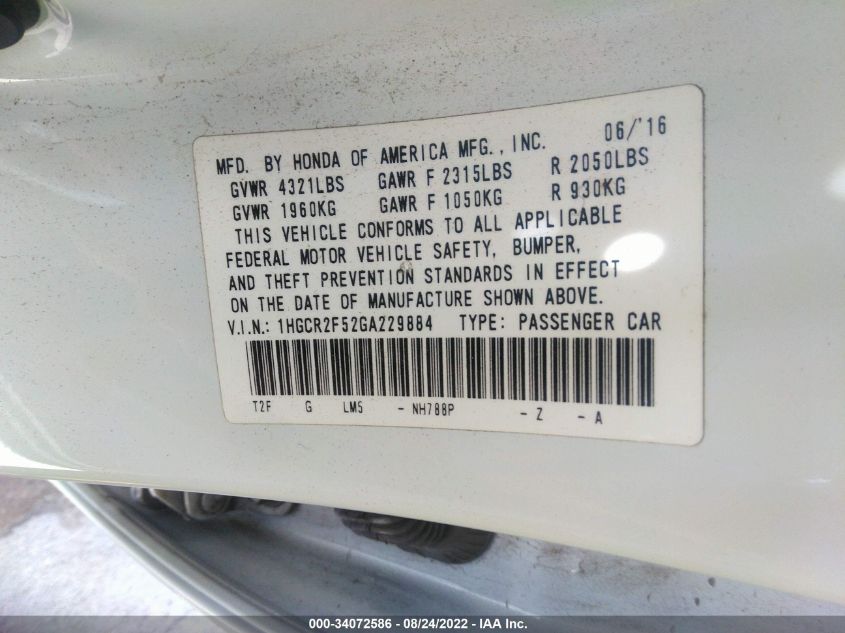 MFD. BY HONDA OF AMERICA MFG., INC. 06/'16
GVWR 4321LBS GAWR F 2315LBS R 2050LBS
GVWR 1960KG GAWR F 1050KG R 930KG
THIS VEHICLE CONFORMS TO ALL APPLICABLE
FEDERAL MOTOR VEHICLE SAFETY, BUMPER,
AND THEFT PREVENTION STANDARDS IN EFFECT
ON THE DATE OF MANUFACTURE SHOWN ABOVE.
V.I.N.: 1HGCR2F52GA229884 TYPE: PASSENGER CAR
T2F G LM5 - NH788P - Z - A
000-34072586 - 08/24/2022 - IAA Inc.